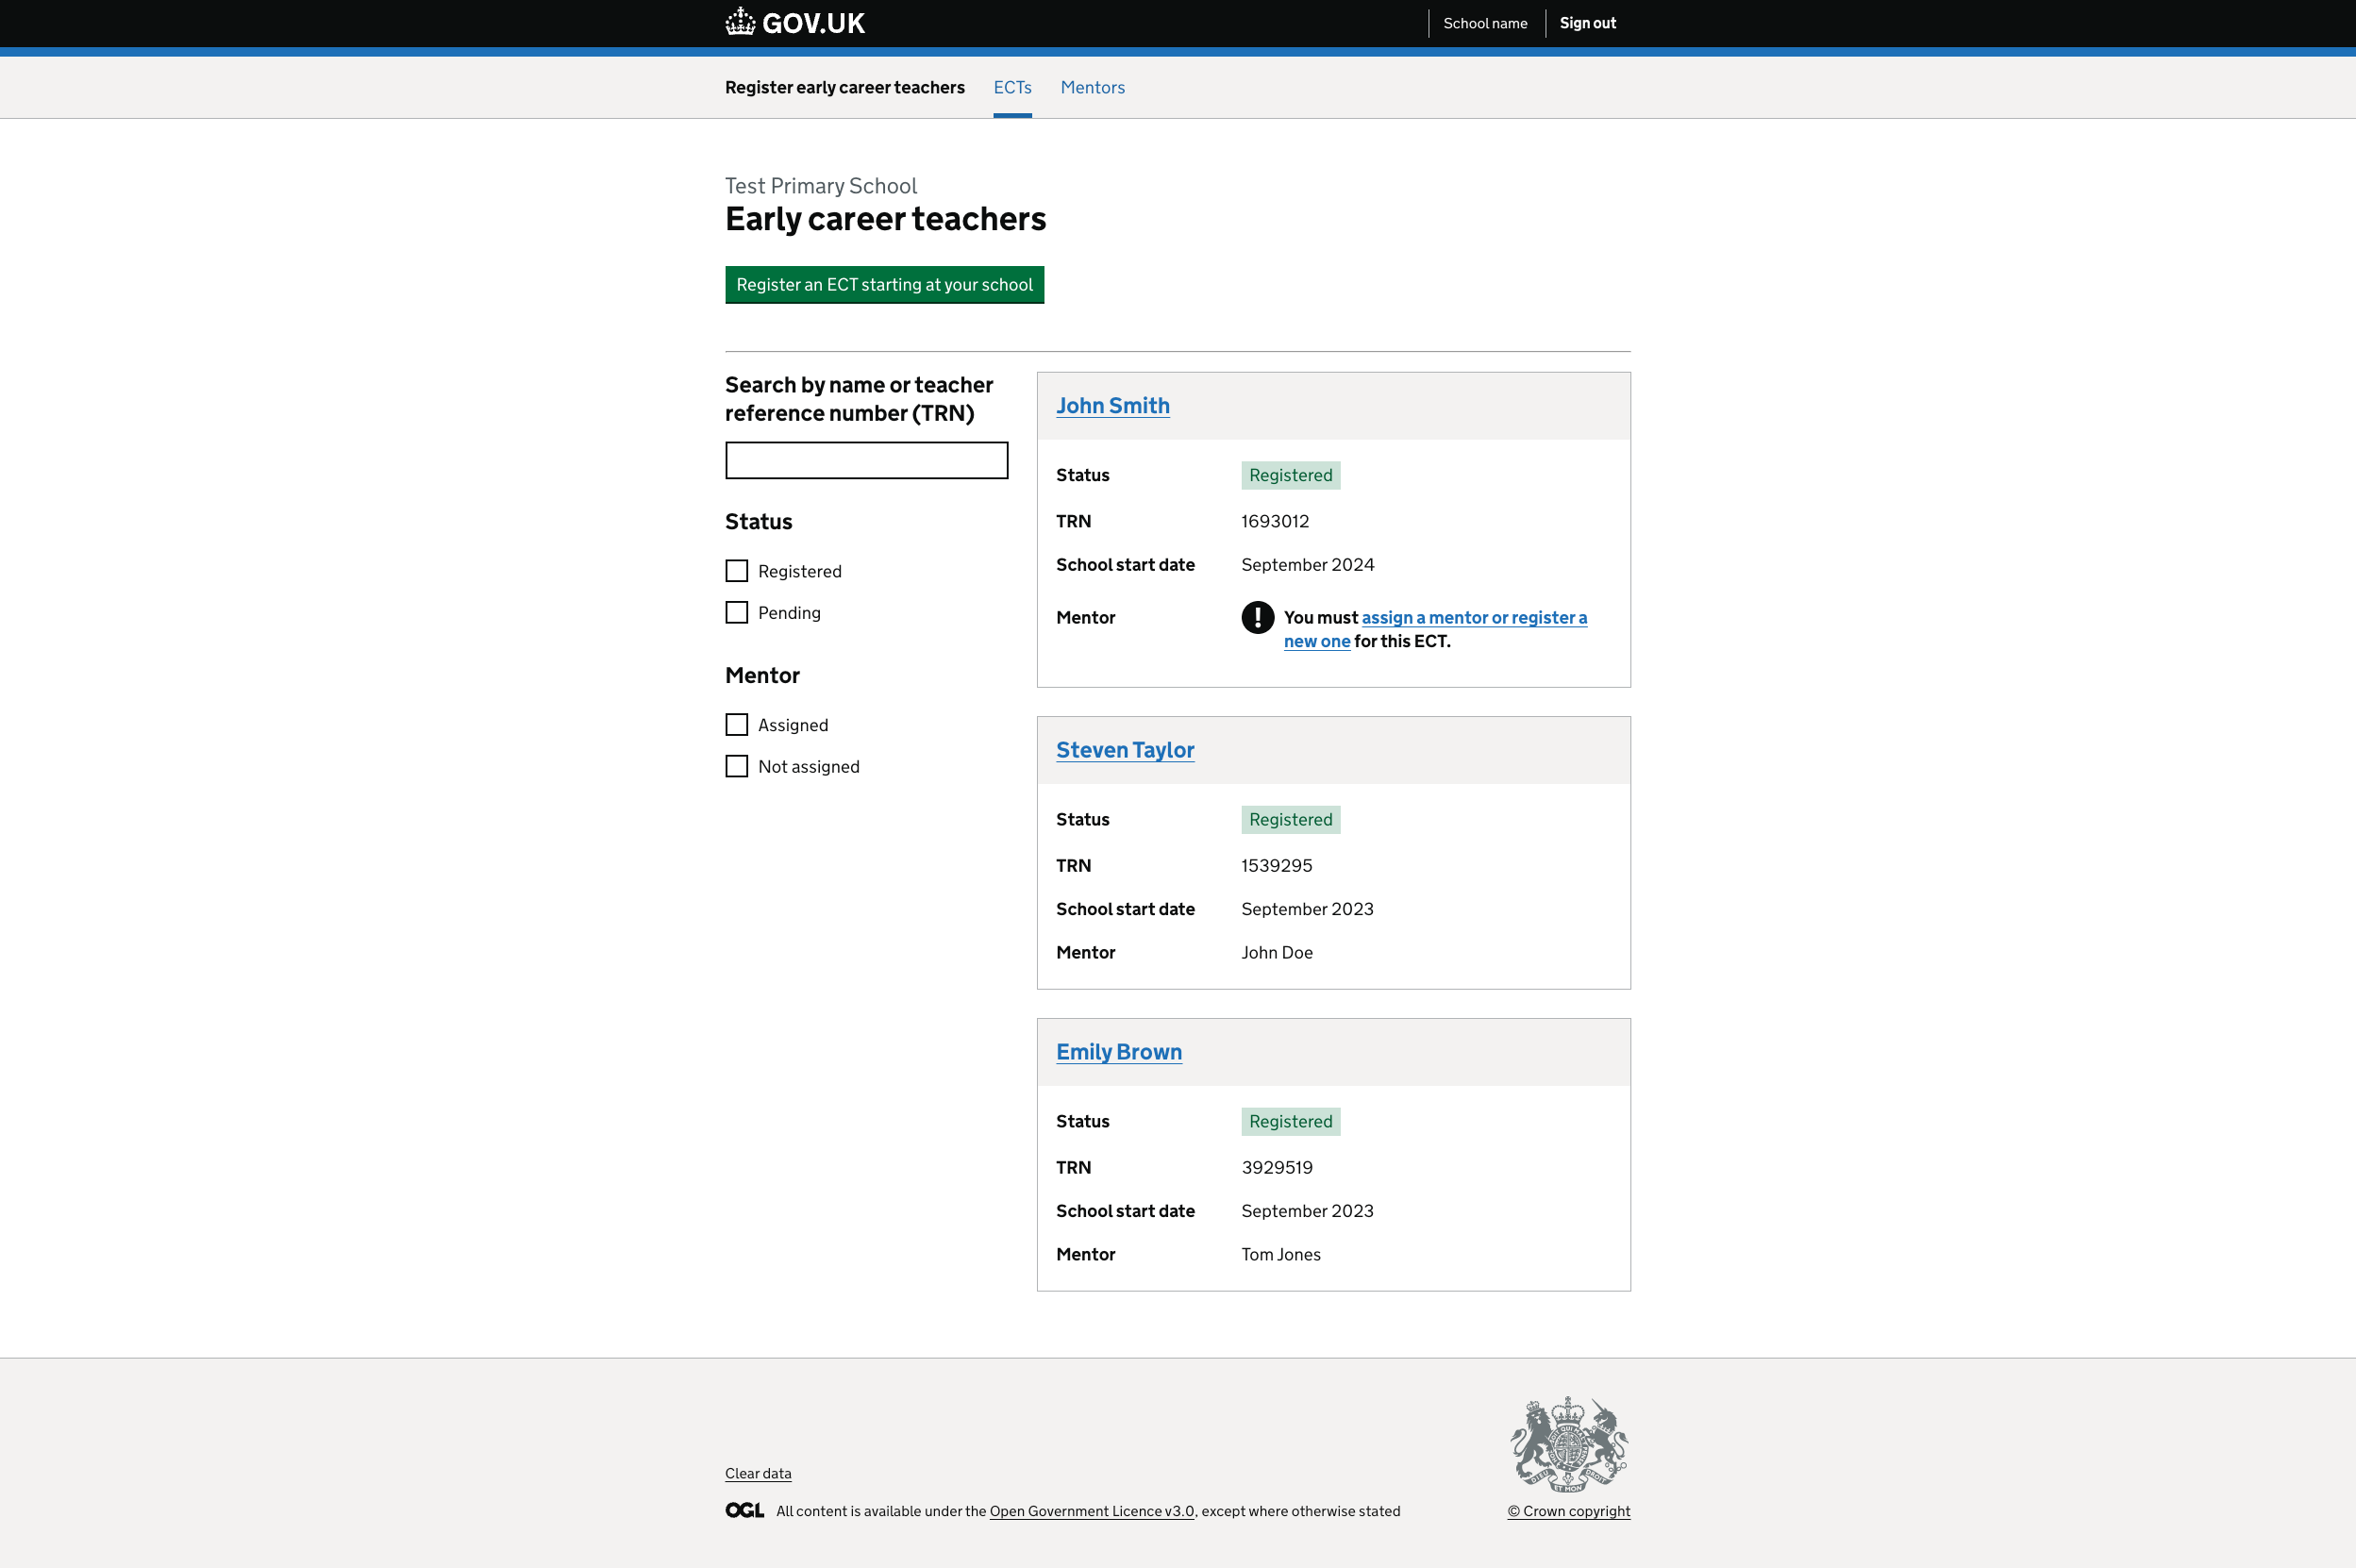 GOV.UK
School name
Sign out
Register early career teachers
ECTs
Mentors
Test Primary School
Early career teachers
Register an ECT starting at your school
Search by name or teacher
reference number (TRN)
Status
Registered
Pending
Mentor
Assigned
Not assigned
John Smith
Status
Registered
TRN
1693012
School start date
September 2024
Mentor
! You must assign a mentor or register a
new one for this ECT.
Steven Taylor
Status
Registered
TRN
1539295
School start date
September 2023
Mentor
John Doe
Emily Brown
Status
Registered
TRN
3929519
School start date
September 2023
Mentor
Tom Jones
Clear data
OGL All content is available under the Open Government Licence v3.0, except where otherwise stated
DIEU ET MON DROIT
© Crown copyright